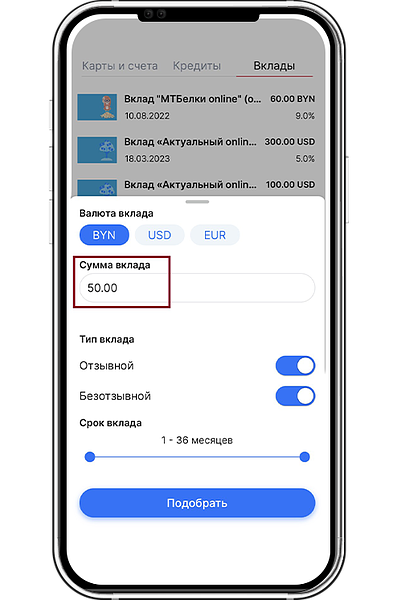 Карты и счета Кредиты Вклады
Вклад "МТБелки online" (о... 60.00 BYN
10.08.2022 9.0%
Вклад «Актуальный onlin... 300.00 USD
18.03.2023 5.0%
Вклад «Актуальный onlin... 100.00 USD
Валюта вклада
BYN USD EUR
Сумма вклада
50.00
Тип вклада
Отзывной
Безотзывной
Срок вклада
1 - 36 месяцев
Подобрать